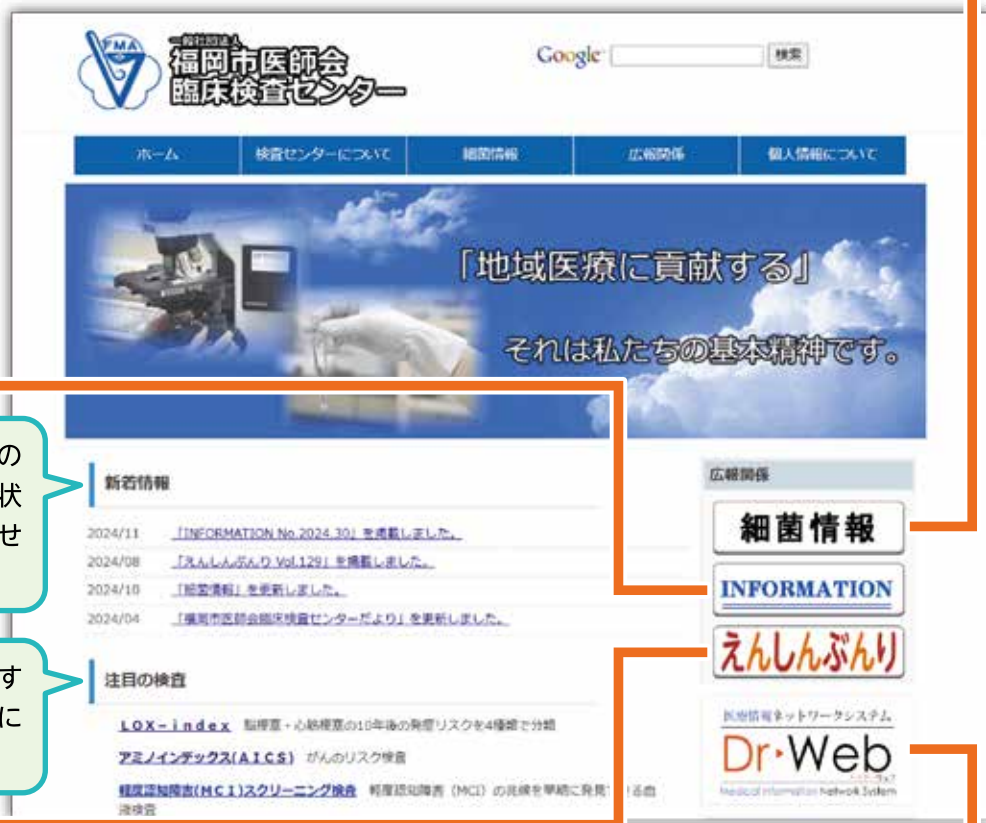 FMA
一般社団法人
福岡市医師会
臨床検査センター
Google
検索
ホーム
検査センターについて
細菌情報
広報関係
個人情報について
「地域医療に貢献する」
それは私たちの基本精神です。
の
状
せ
新着情報
2024/11 「INFORMATION No.2024.30」を掲載しました。
2024/08 「えんしんぶんり Vol.129」を掲載しました。
2024/10 「細菌情報」を更新しました。
2024/04 「福岡市医師会臨床検査センターだより」を更新しました。
す
に
注目の検査
LOX-index 脳梗塞・心筋梗塞の10年後の発症リスクを4種類で分類
アミノインデックス(AICS) がんのリスク検査
軽度認知障害(MCI)スクリーニング検査 軽度認知障害（MCI）の兆候を早期に発見 る血
液検査
広報関係
細菌情報
INFORMATION
えんしんぶんり
医療情報ネットワークシステム
Dr・Web
Medical Information Network System